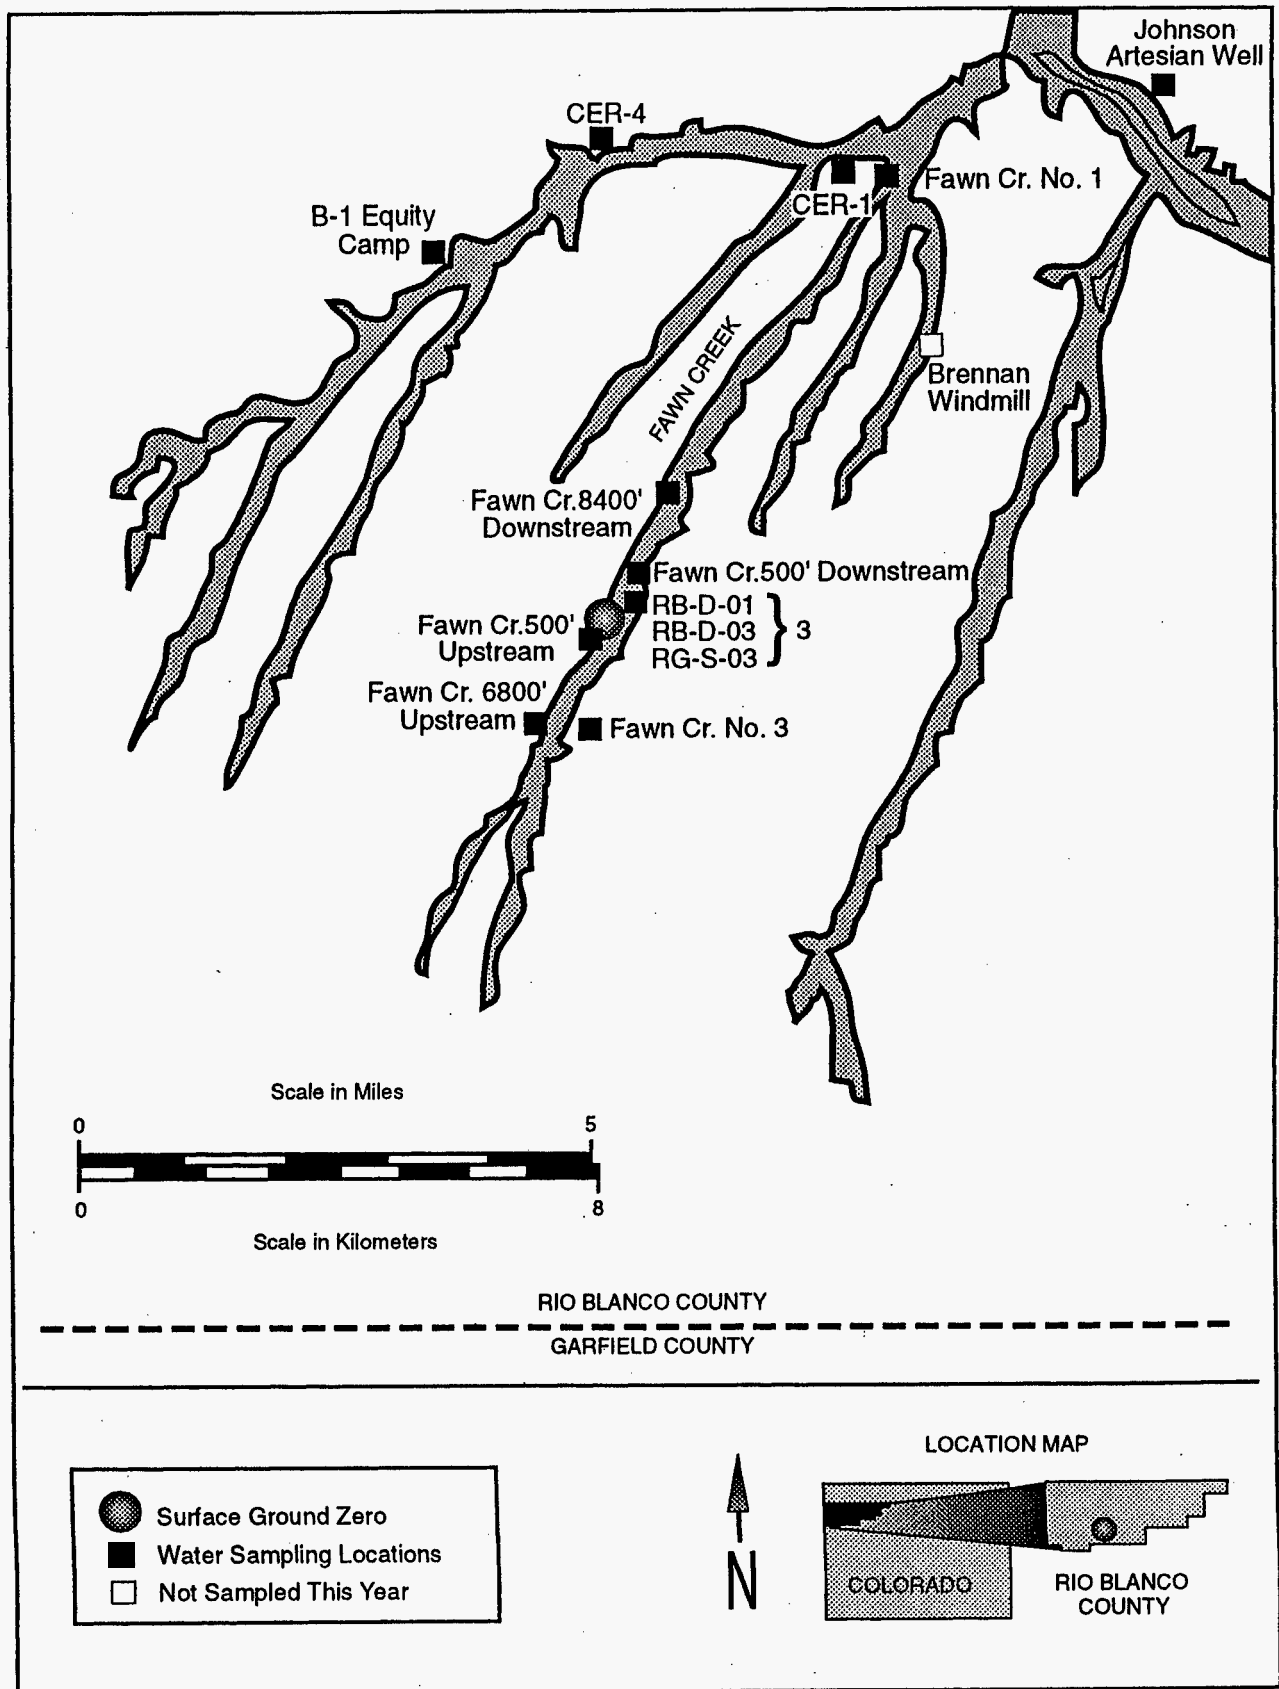 Johnson
Artesian Well
CER-4
Fawn Cr. No. 1
CER-1
B-1 Equity
Camp
FAWN CREEK
Brennan
Windmill
Fawn Cr.8400'
Downstream
Fawn Cr.500' Downstream
RB-D-01
RB-D-03
RG-S-03
3
Fawn Cr.500'
Upstream
Fawn Cr. 6800'
Upstream
Fawn Cr. No. 3
Scale in Miles
0
5
0
8
Scale in Kilometers
RIO BLANCO COUNTY
GARFIELD COUNTY
LOCATION MAP
Surface Ground Zero
Water Sampling Locations
Not Sampled This Year
N
COLORADO
RIO BLANCO
COUNTY